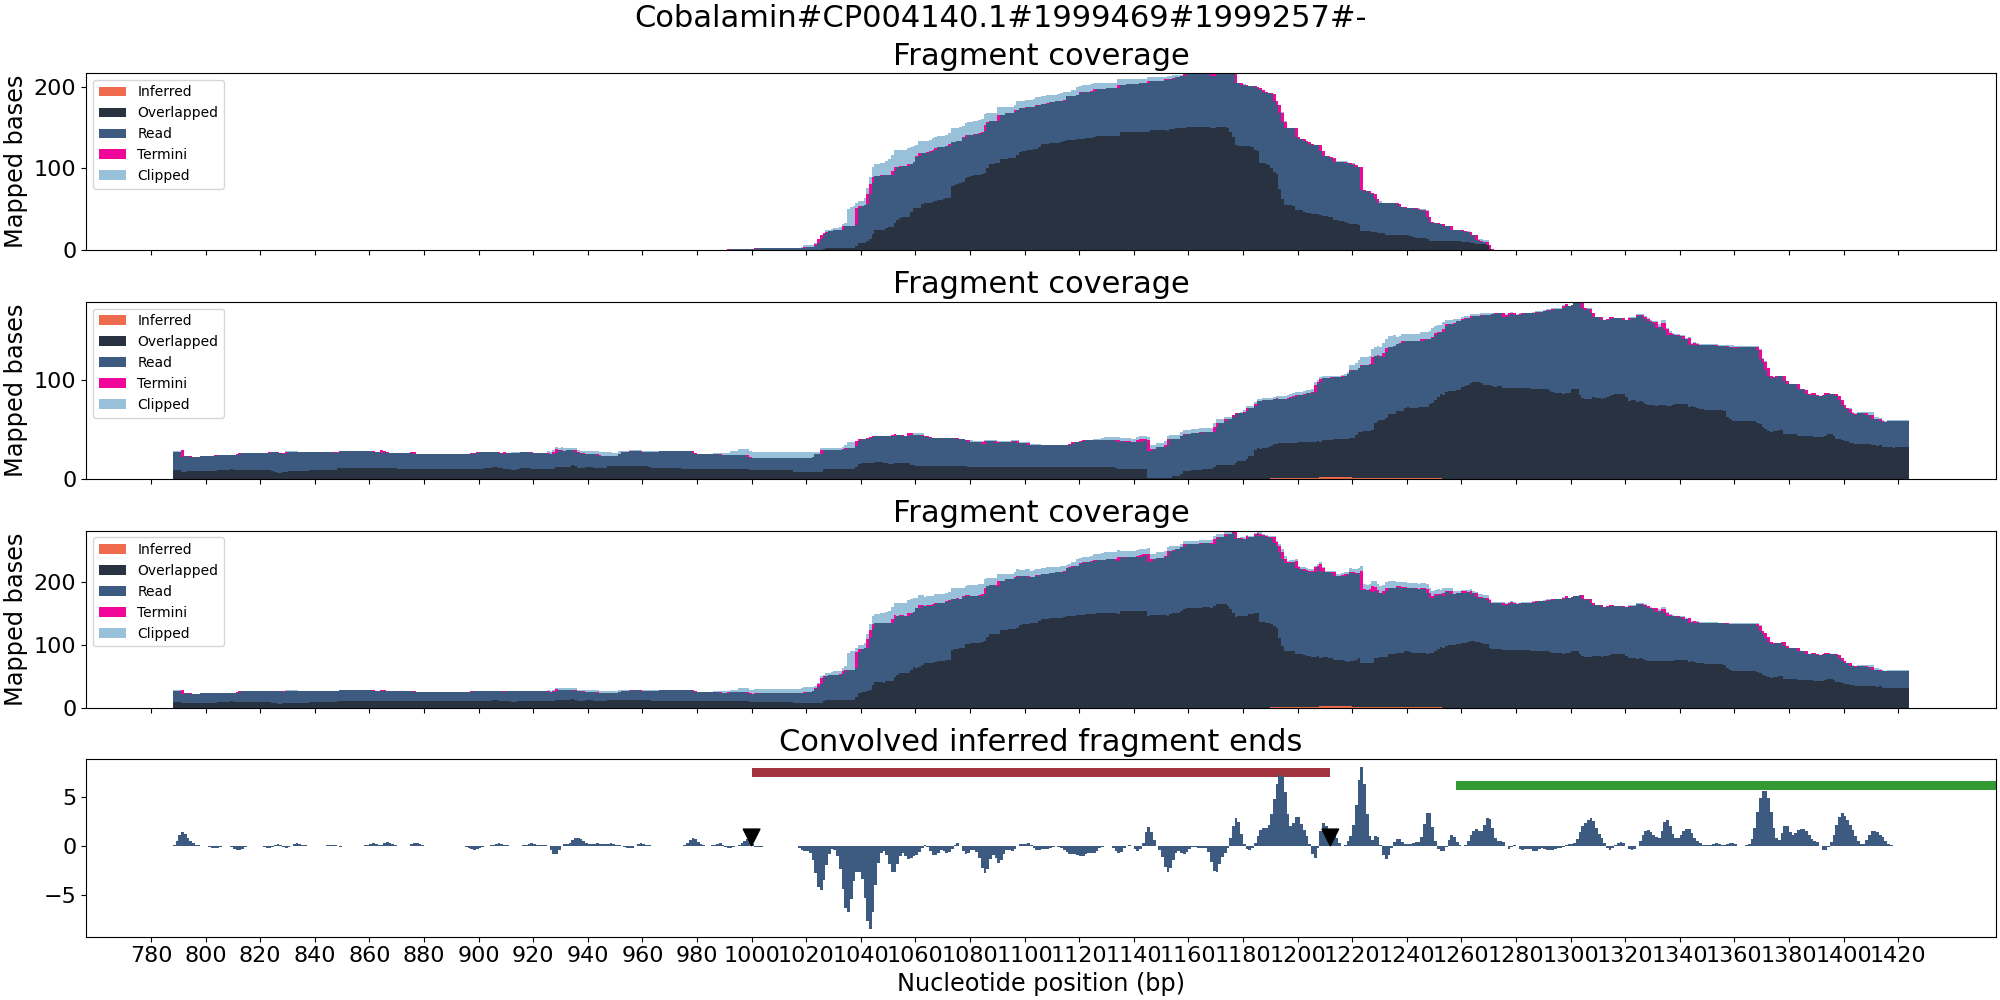 Cobalamin#CP004140.1#1999469#1999257#-
Fragment coverage
Mapped bases
200
100
0
Inferred
Overlapped
Read
Termini
Clipped
Fragment coverage
Mapped bases
100
0
Inferred
Overlapped
Read
Termini
Clipped
Fragment coverage
Mapped bases
200
100
0
Inferred
Overlapped
Read
Termini
Clipped
Convolved inferred fragment ends
5
0
−5
780 800 820 840 860 880 900 920 940 960 980 1000 1020 1040 1060 1080 1100 1120 1140 1160 1180 1200 1220 1240 1260 1280 1300 1320 1340 1360 1380 1400 1420
Nucleotide position (bp)